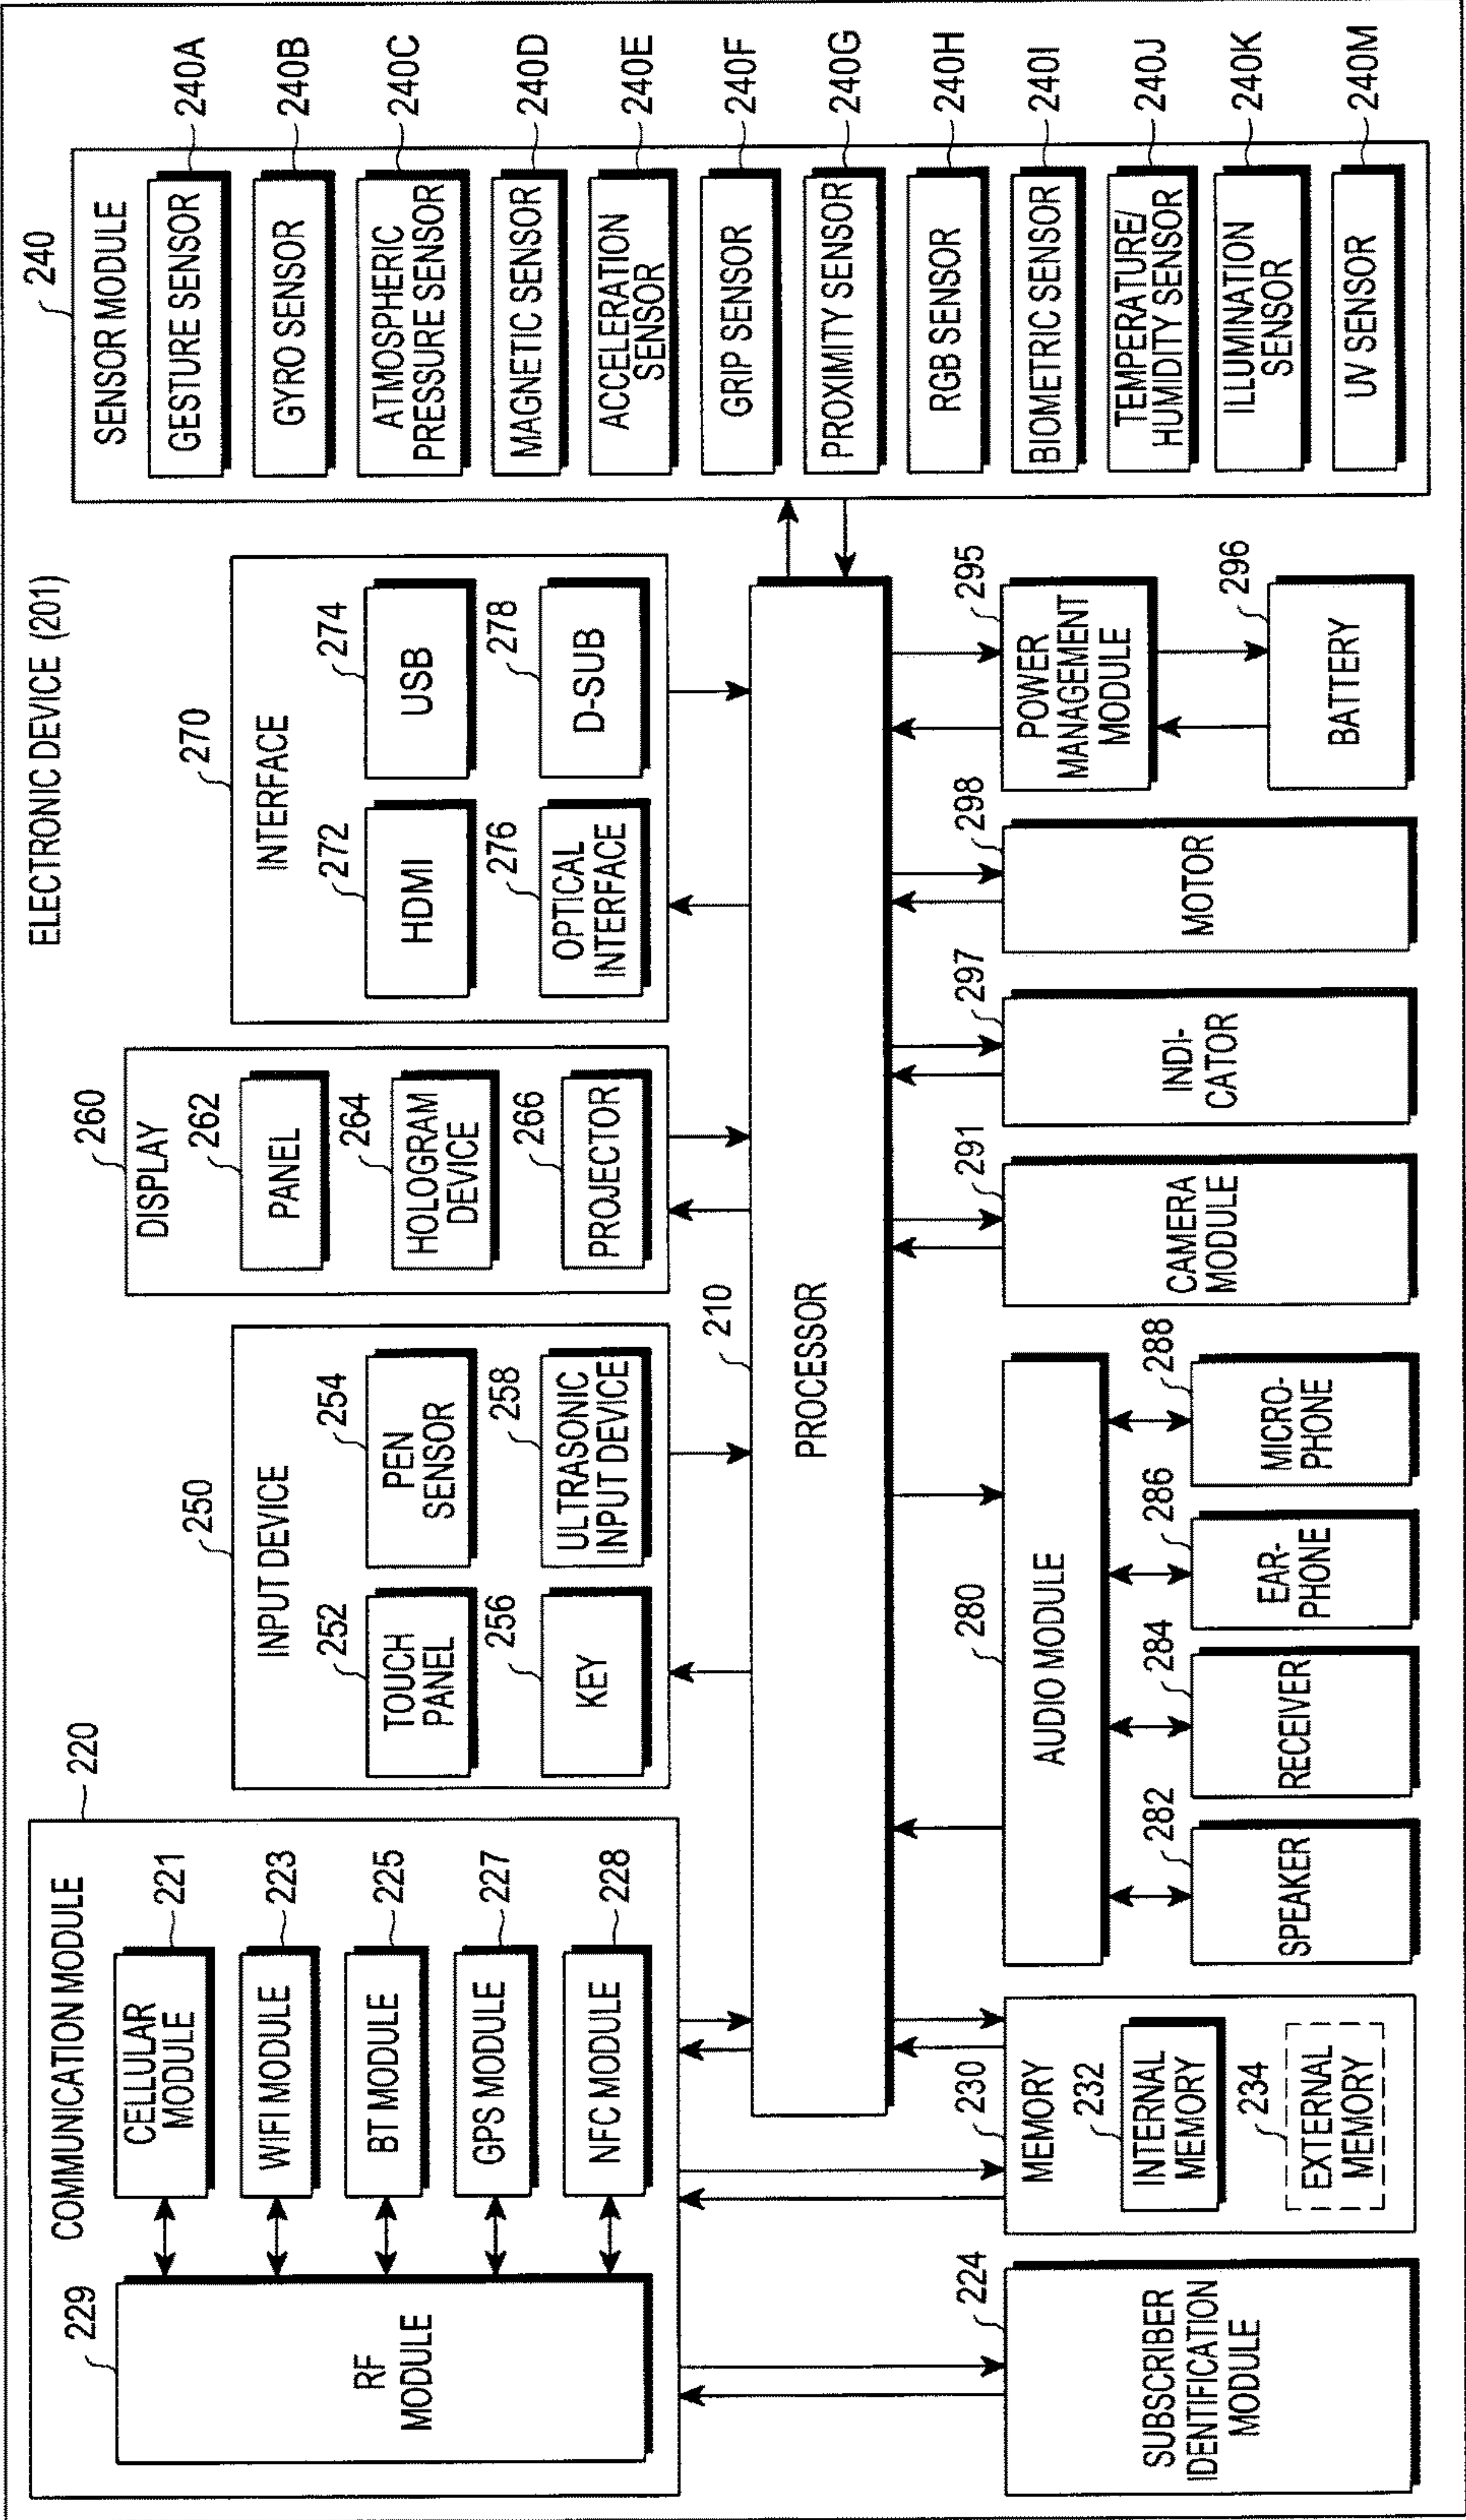 ELECTRONIC DEVICE (201)
220
COMMUNICATION MODULE
229
RF
MODULE
CELLULAR
MODULE
221
WIFI MODULE
223
BT MODULE
225
GPS MODULE
227
NFC MODULE
228
250
INPUT DEVICE
252
TOUCH
PANEL
254
PEN
SENSOR
256
KEY
258
ULTRASONIC
INPUT DEVICE
260
DISPLAY
262
PANEL
264
HOLOGRAM
DEVICE
266
PROJECTOR
270
INTERFACE
272
HDMI
274
USB
276
OPTICAL
INTERFACE
278
D-SUB
240
SENSOR MODULE
GESTURE SENSOR
240A
GYRO SENSOR
240B
ATMOSPHERIC
PRESSURE SENSOR
240C
MAGNETIC SENSOR
240D
ACCELERATION
SENSOR
240E
GRIP SENSOR
240F
PROXIMITY SENSOR
240G
RGB SENSOR
240H
BIOMETRIC SENSOR
240I
TEMPERATURE/
HUMIDITY SENSOR
240J
ILLUMINATION
SENSOR
240K
UV SENSOR
240M
210
PROCESSOR
224
SUBSCRIBER
IDENTIFICATION
MODULE
230
MEMORY
232
INTERNAL
MEMORY
234
EXTERNAL
MEMORY
280
AUDIO MODULE
282
SPEAKER
284
RECEIVER
286
EAR-
PHONE
288
MICRO-
PHONE
291
CAMERA
MODULE
297
INDI-
CATOR
298
MOTOR
295
POWER
MANAGEMENT
MODULE
296
BATTERY